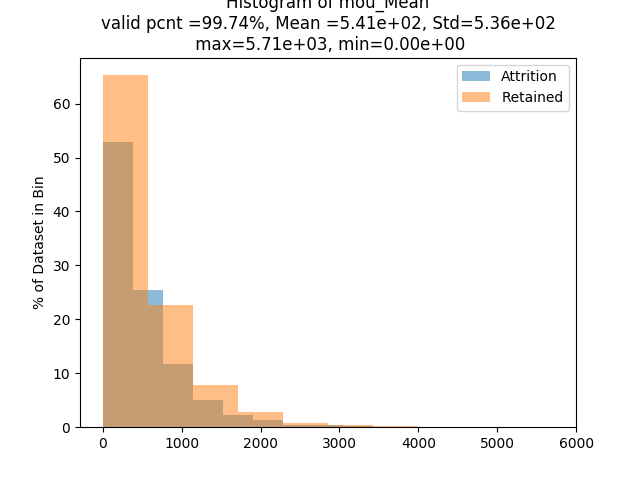 Histogram of mou_Mean
valid pcnt =99.74%, Mean =5.41e+02, Std=5.36e+02
max=5.71e+03, min=0.00e+00
Attrition
Retained
% of Dataset in Bin
60
50
40
30
20
10
0
0 1000 2000 3000 4000 5000 6000